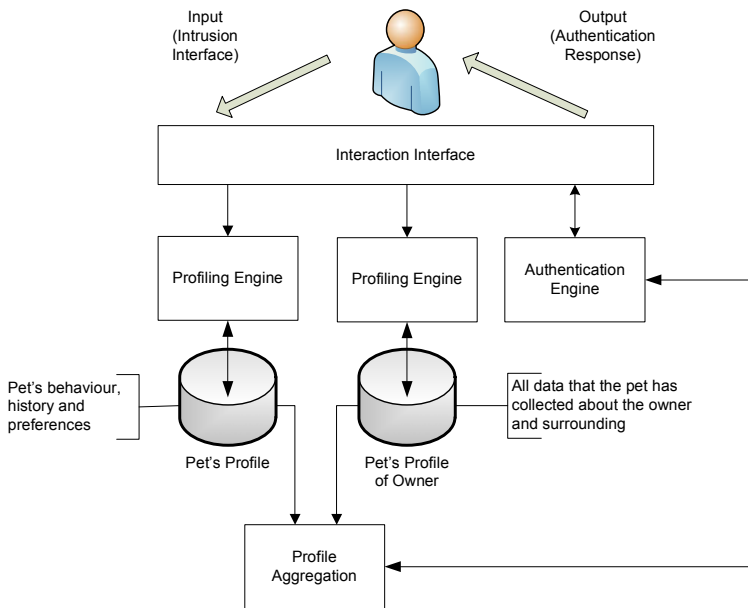 Input
(Intrusion
Interface)
Output
(Authentication
Response)
Interaction Interface
Profiling Engine
Profiling Engine
Authentication
Engine
Pet's behaviour,
history and
preferences
All data that the pet has
collected about the owner
and surrounding
Pet's Profile
Pet's Profile
of Owner
Profile
Aggregation